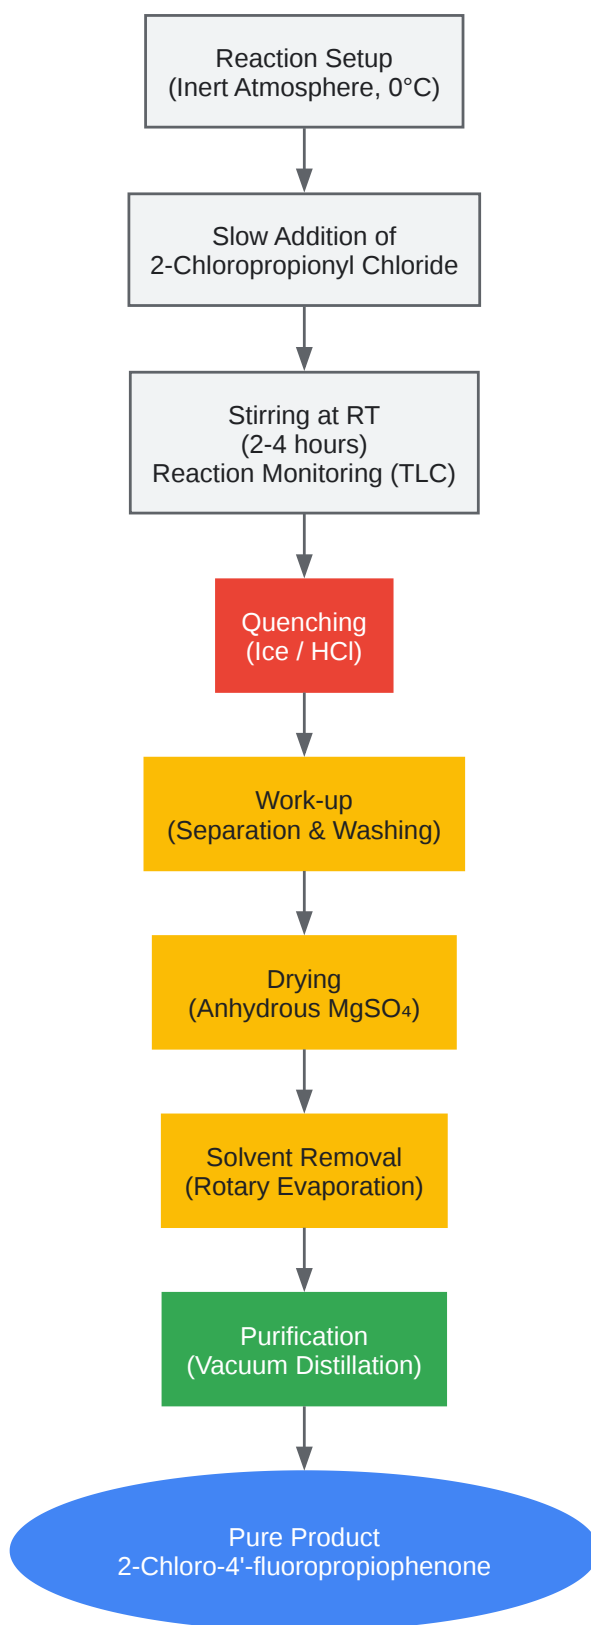 Reaction Setup
(Inert Atmosphere, 0°C)
Slow Addition of
2-Chloropropionyl Chloride
Stirring at RT
(2-4 hours)
Reaction Monitoring (TLC)
Quenching
(Ice / HCl)
Work-up
(Separation & Washing)
Drying
(Anhydrous MgSO₄)
Solvent Removal
(Rotary Evaporation)
Purification
(Vacuum Distillation)
Pure Product
2-Chloro-4'-fluoropropiophenone